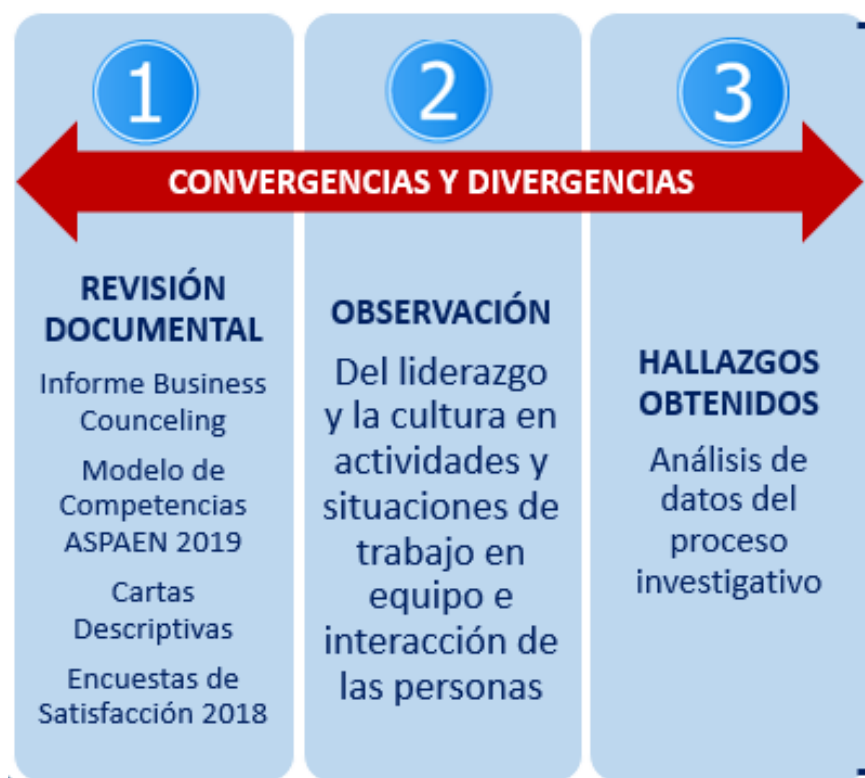 1
2
3
CONVERGENCIAS Y DIVERGENCIAS
REVISIÓN
DOCUMENTAL
Informe Business
Counceling
Modelo de
Competencias
ASPAEN 2019
Cartas
Descriptivas
Encuestas de
Satisfacción 2018
OBSERVACIÓN
Del liderazgo
y la cultura en
actividades y
situaciones de
trabajo en
equipo e
interacción de
las personas
HALLAZGOS
OBTENIDOS
Análisis de
datos del
proceso
investigativo